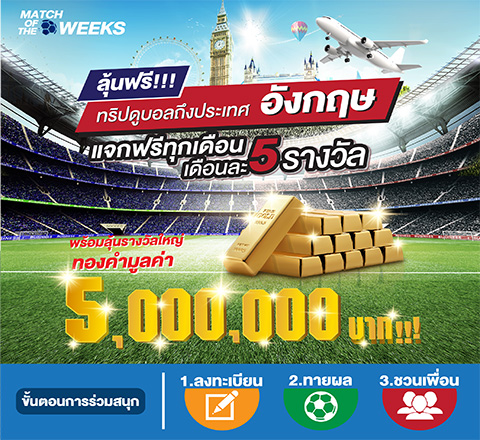 MATCH
OF
THE WEEKS
ลุ้นฟรี!!!
ทริปดูบอลถึงประเทศ อังกฤษ
*แจกฟรีทุกเดือน
เดือนละ 5 รางวัล
พร้อมลุ้นรางวัลใหญ่
ทองคำมูลค่า
5,000,000 บาท!!!
ขั้นตอนการร่วมสนุก
1.ลงทะเบียน
2.ทายผล
3.ชวนเพื่อน